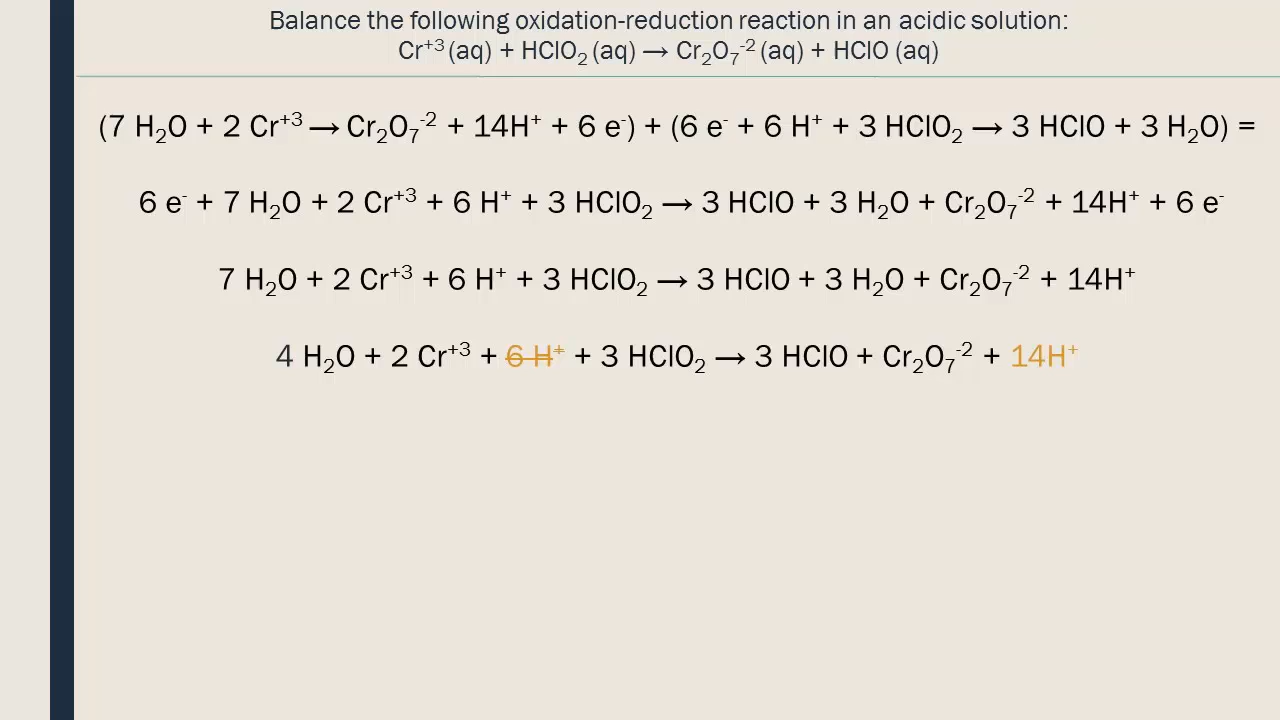 Balance the following oxidation-reduction reaction in an acidic solution:
Cr⁺³ (aq) + HClO₂ (aq) → Cr₂O₇⁻² (aq) + HClO (aq)
(7 H₂O + 2 Cr⁺³ → Cr₂O₇⁻² + 14H⁺ + 6 e⁻) + (6 e⁻ + 6 H⁺ + 3 HClO₂ → 3 HClO + 3 H₂O) =
6 e⁻ + 7 H₂O + 2 Cr⁺³ + 6 H⁺ + 3 HClO₂ → 3 HClO + 3 H₂O + Cr₂O₇⁻² + 14H⁺ + 6 e⁻
7 H₂O + 2 Cr⁺³ + 6 H⁺ + 3 HClO₂ → 3 HClO + 3 H₂O + Cr₂O₇⁻² + 14H⁺
4 H₂O + 2 Cr⁺³ + 6 H⁺ + 3 HClO₂ → 3 HClO + Cr₂O₇⁻² + 14H⁺